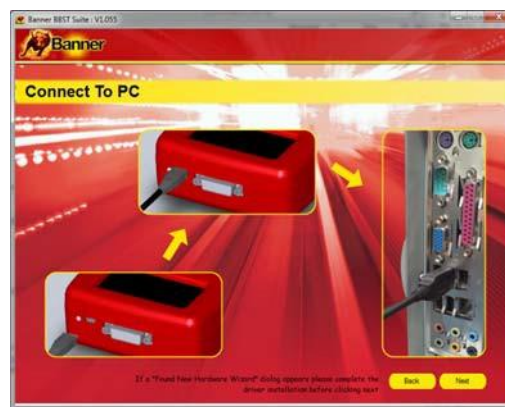 Banner BBST Suite : V1.055
Banner
Connect To PC
If a "Found New Hardware Wizard" dialog appears please complete the
driver installation before clicking next
Back
Next